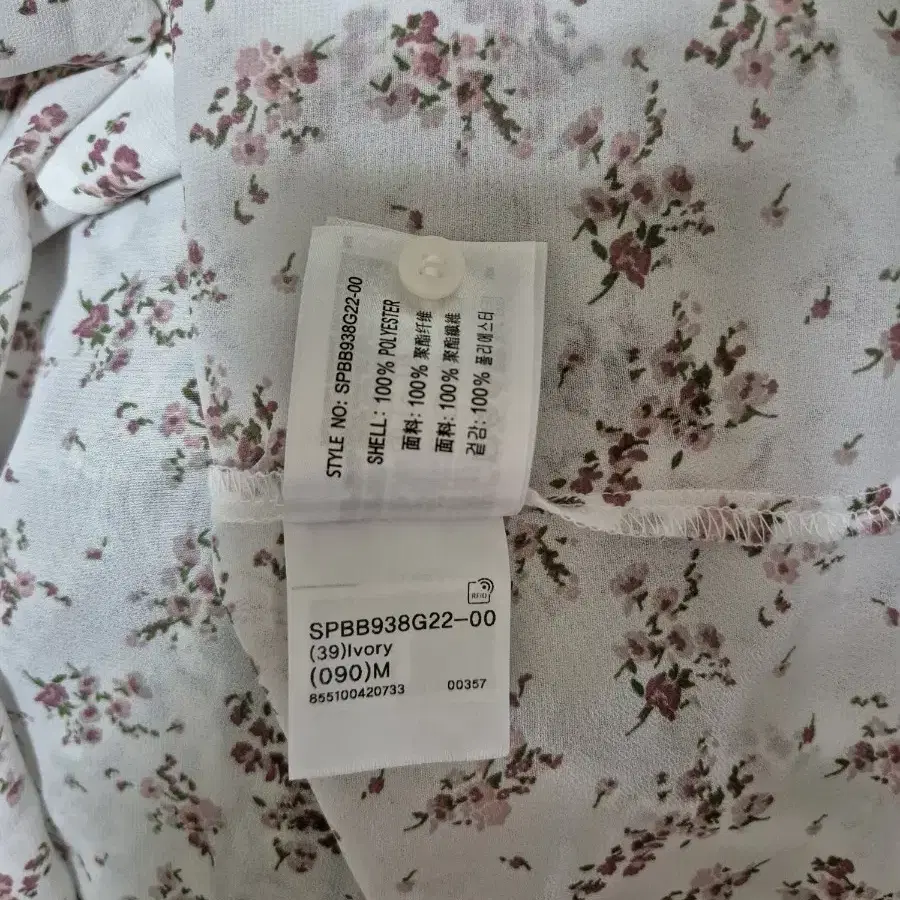 STYLE NO: SPBB938G22-00
SHELL: 100% POLYESTER
面料: 100% 聚酯纤维
面料: 100% 聚酯纖維
겉감: 100% 폴리에스터
RFID
SPBB938G22-00
(39)Ivory
(090)M
855100420733 00357